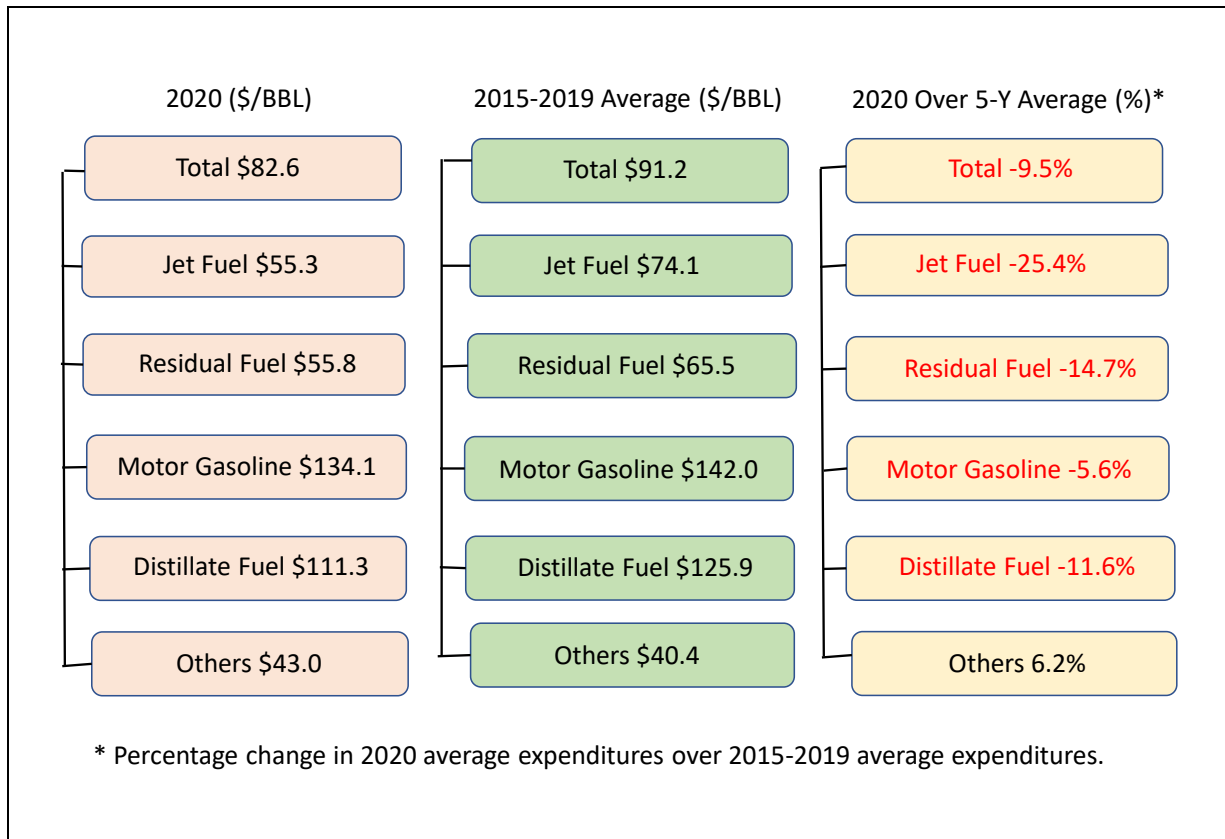 2020 ($/BBL)
Total $82.6
Jet Fuel $55.3
Residual Fuel $55.8
Motor Gasoline $134.1
Distillate Fuel $111.3
Others $43.0
2015-2019 Average ($/BBL)
Total $91.2
Jet Fuel $74.1
Residual Fuel $65.5
Motor Gasoline $142.0
Distillate Fuel $125.9
Others $40.4
2020 Over 5-Y Average (%)*
Total -9.5%
Jet Fuel -25.4%
Residual Fuel -14.7%
Motor Gasoline -5.6%
Distillate Fuel -11.6%
Others 6.2%
* Percentage change in 2020 average expenditures over 2015-2019 average expenditures.